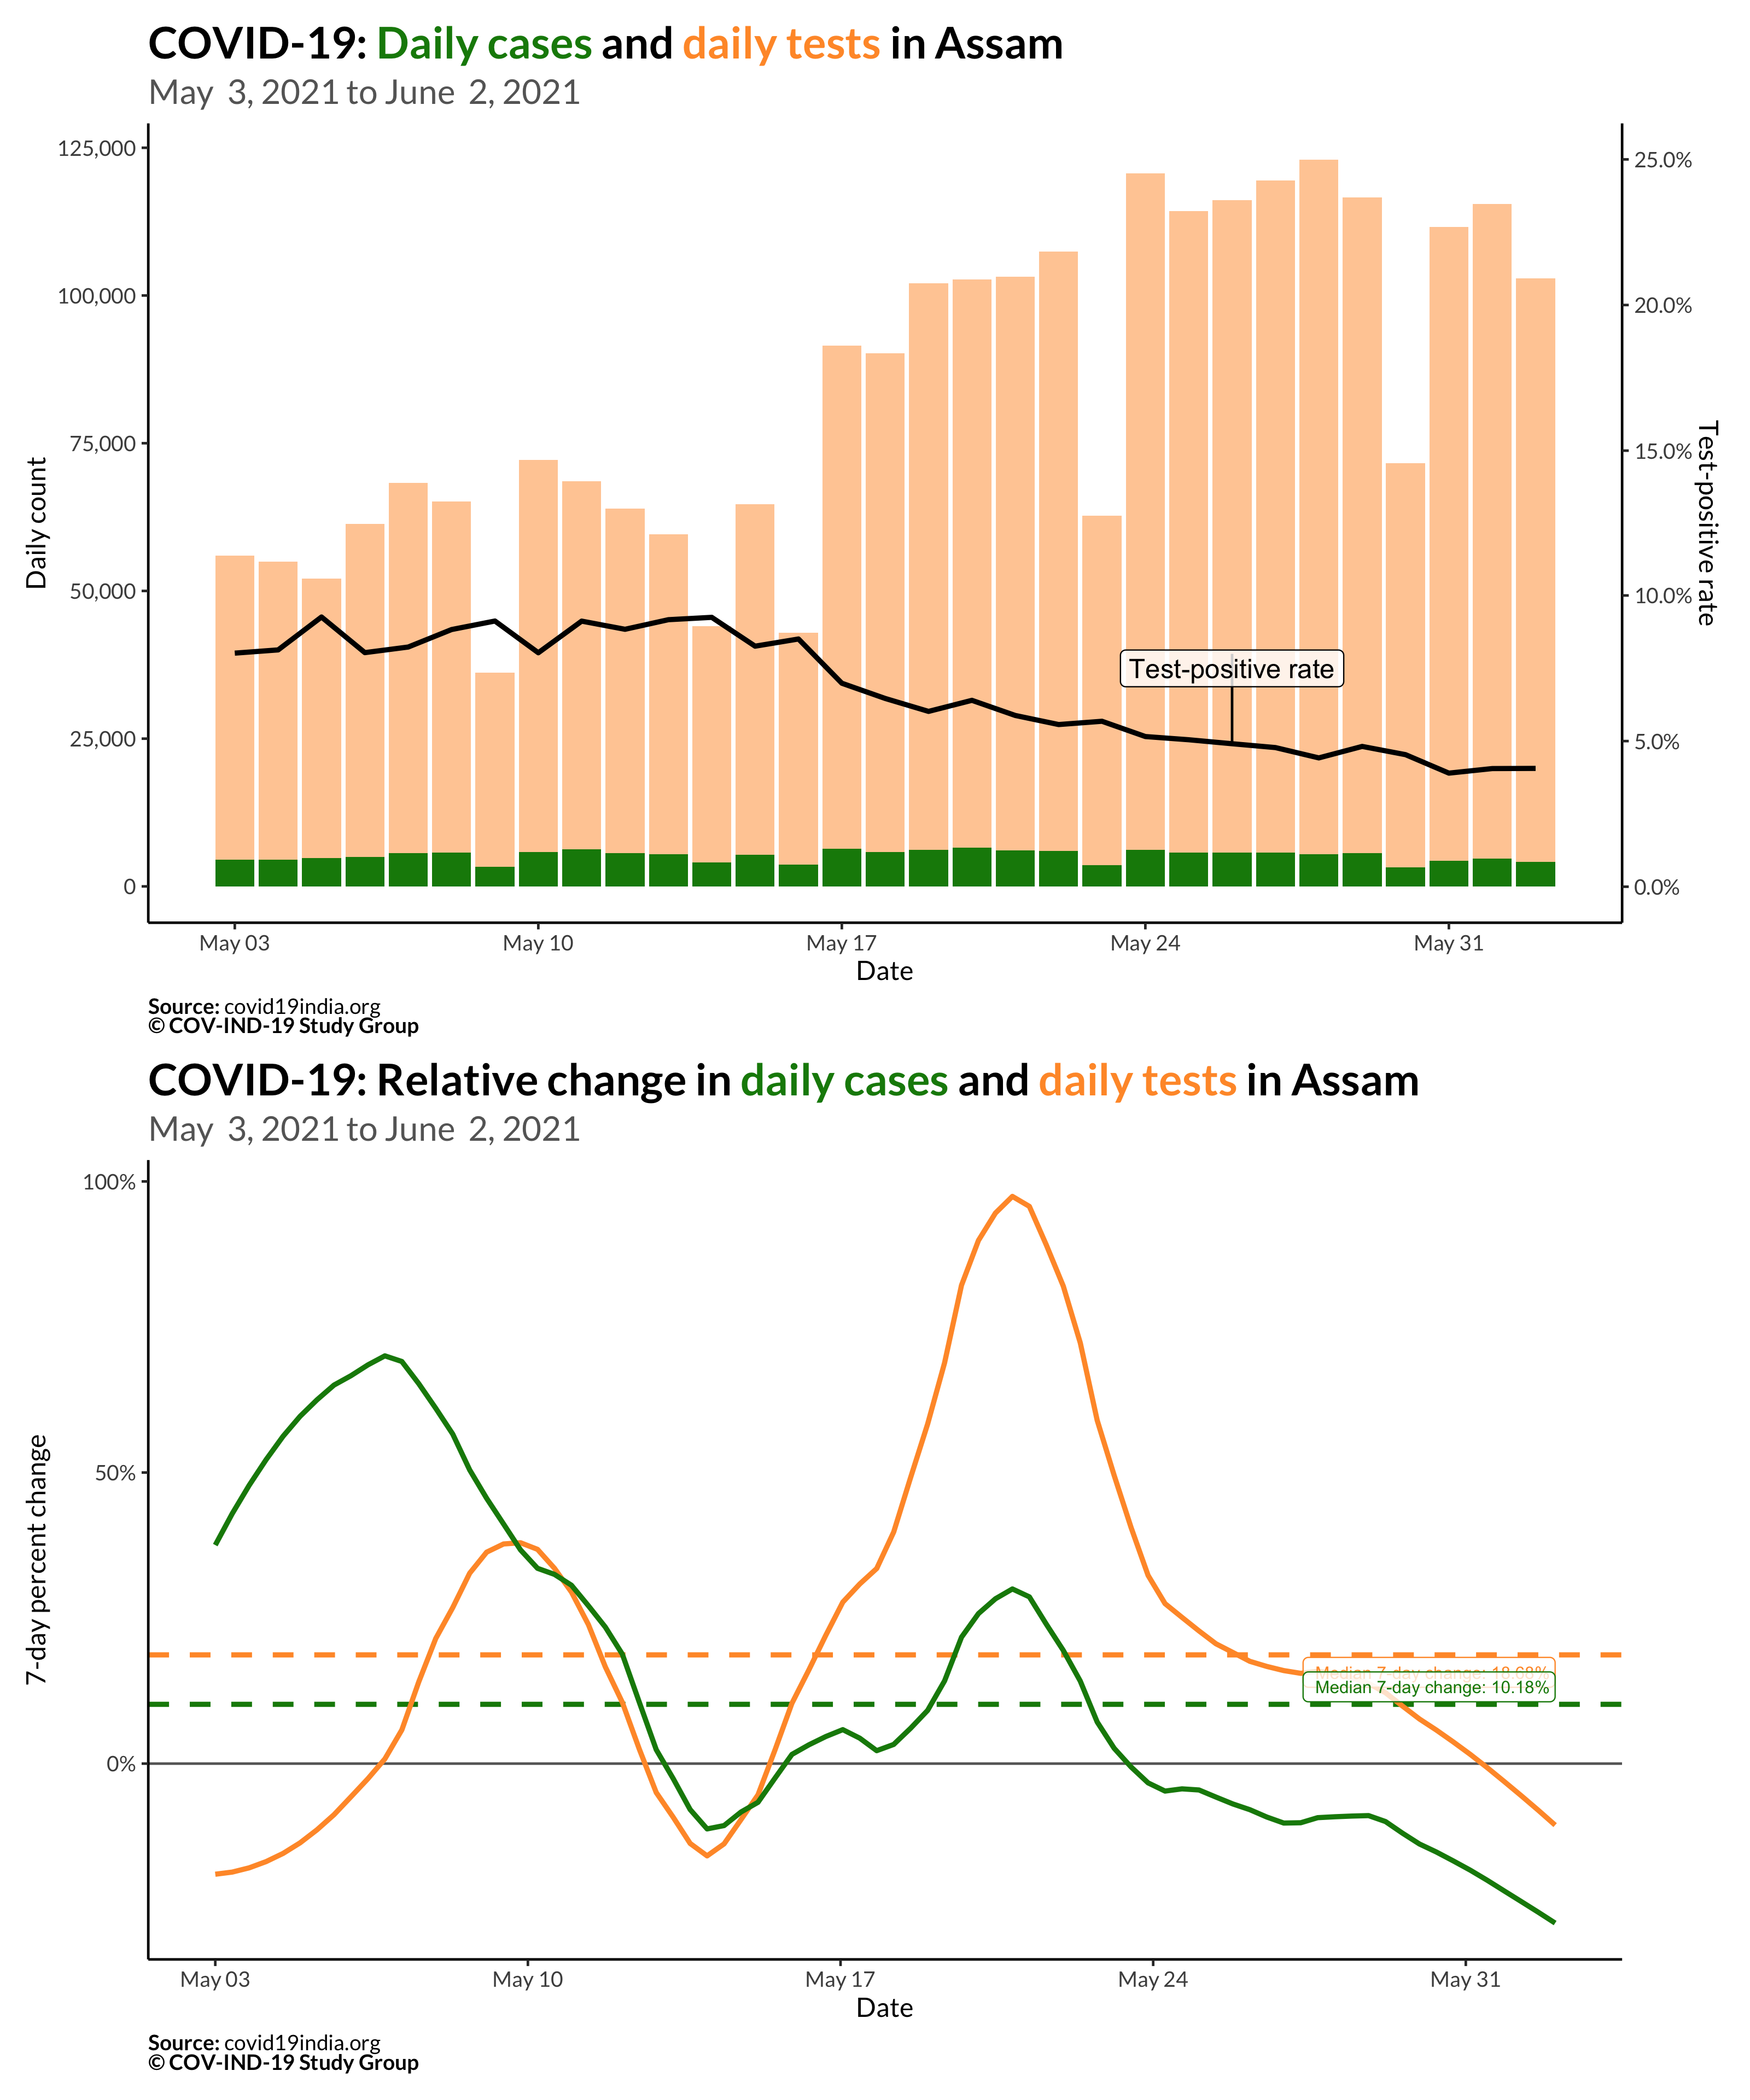 COVID-19: Daily cases and daily tests in Assam
May 3, 2021 to June 2, 2021
125,000
100,000
75,000
50,000
25,000
0
Daily count
25.0%
20.0%
15.0%
10.0%
5.0%
0.0%
Test-positive rate
Test-positive rate
May 03
May 10
May 17
May 24
May 31
Date
Source: covid19india.org
© COV-IND-19 Study Group
COVID-19: Relative change in daily cases and daily tests in Assam
May 3, 2021 to June 2, 2021
100%
50%
0%
7-day percent change
Median 7-day change: 18.68%
Median 7-day change: 10.18%
May 03
May 10
May 17
May 24
May 31
Date
Source: covid19india.org
© COV-IND-19 Study Group